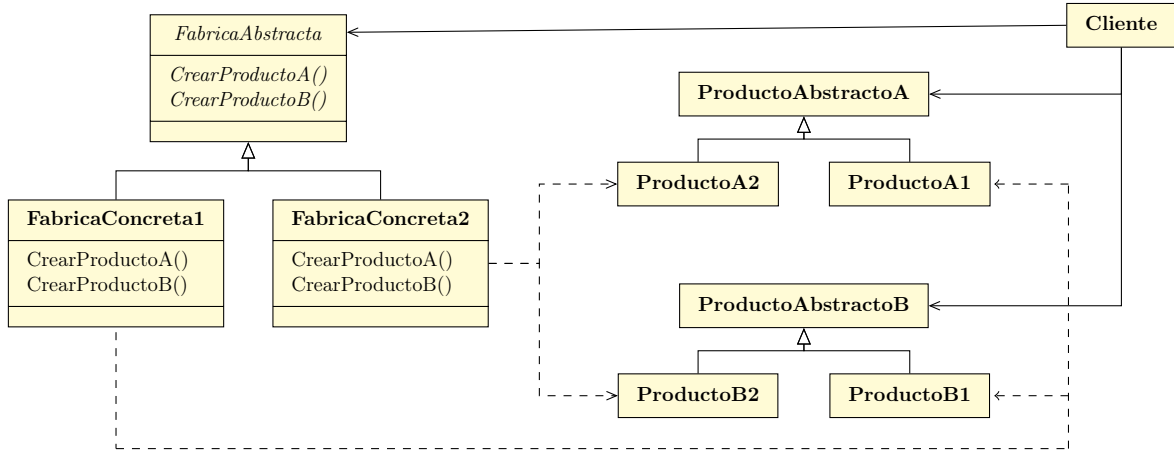 FabricaAbstracta
CrearProductoA()
CrearProductoB()
Cliente
ProductoAbstractoA
ProductoA2
ProductoA1
FabricaConcreta1
CrearProductoA()
CrearProductoB()
FabricaConcreta2
CrearProductoA()
CrearProductoB()
ProductoAbstractoB
ProductoB2
ProductoB1